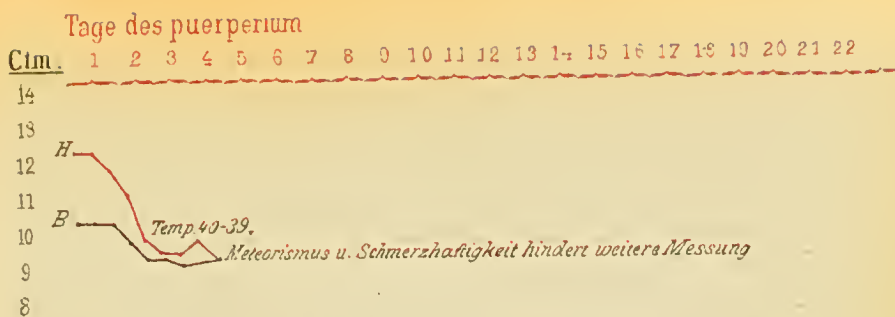 Tage des puerperium
Ctm. 1 2 3 4 5 6 7 8 9 10 11 12 13 14 15 16 17 18 19 20 21 22
14
13
H
12
11
B
Temp. 40-39.
10
Meteorismus u. Schmerzhaftigkeit hindert weitere Messung
9
8